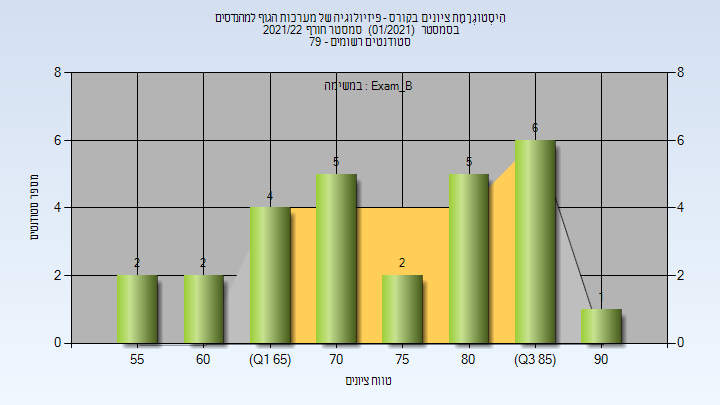 היסטוגרמת ציונים בקורס - פיזיולוגיה של מערכות הגוף למהנדסים
בסמסטר (01/2021) סמסטר חורף 2021/22
סטודנטים רשומים - 79
במשימה : Exam_B
מספר סטודנטים
8 8
6 6
4 4
2 2
0 0
2 2 4 5 2 5 6 1
55 60 (Q1 65) 70 75 80 (Q3 85) 90
טווח ציונים